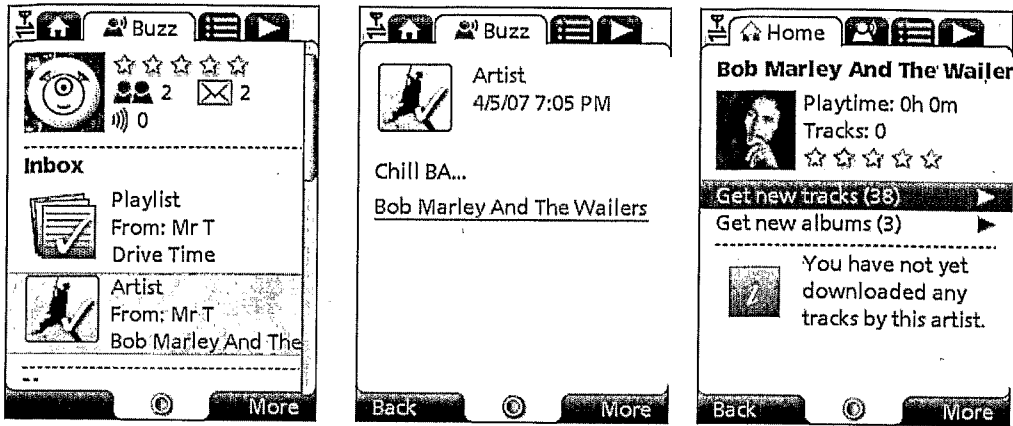 Buzz
2
2
0
Inbox
Playlist
From: Mr T
Drive Time
Artist
From: Mr T
Bob Marley And The
More
Buzz
Artist
4/5/07 7:05 PM
Chill BA...
Bob Marley And The Wailers
Back
More
Home
Bob Marley And The Wailer
Playtime: 0h 0m
Tracks: 0
Get new tracks (38)
Get new albums (3)
You have not yet
downloaded any
tracks by this artist.
Back
More